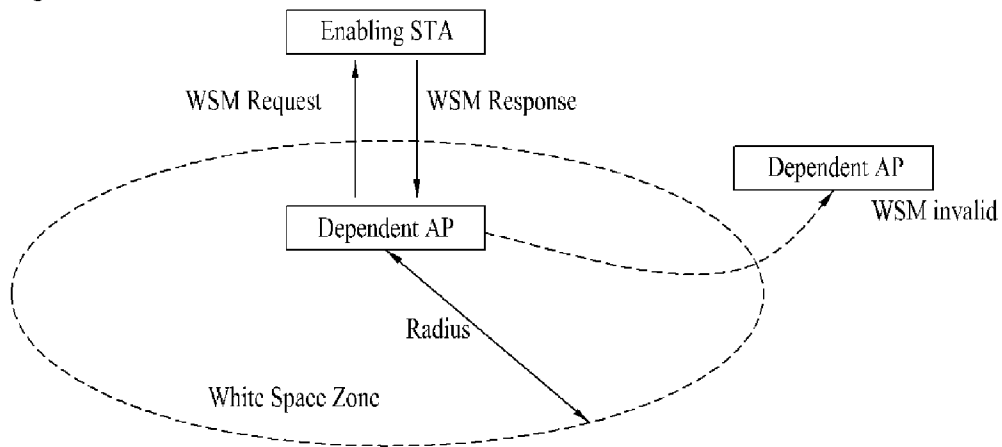 Enabling STA
WSM Request
WSM Response
Dependent AP
WSM invalid
Dependent AP
Radius
White Space Zone